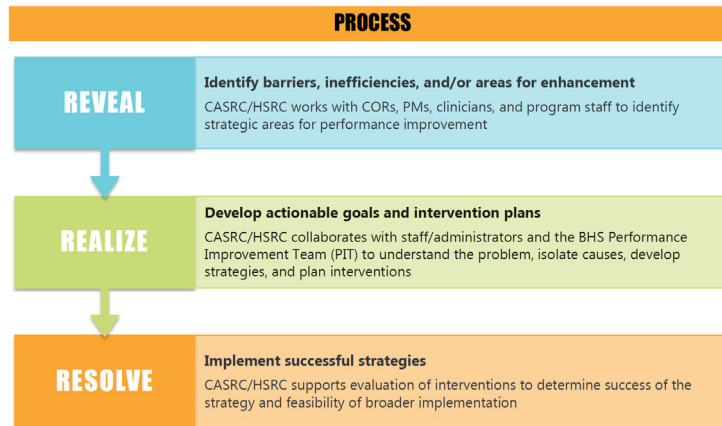 PROCESS
REVEAL
Identify barriers, inefficiencies, and/or areas for enhancement
CASRC/HSRC works with CORs, PMs, clinicians, and program staff to identify
strategic areas for performance improvement
REALIZE
Develop actionable goals and intervention plans
CASRC/HSRC collaborates with staff/administrators and the BHS Performance
Improvement Team (PIT) to understand the problem, isolate causes, develop
strategies, and plan interventions
RESOLVE
Implement successful strategies
CASRC/HSRC supports evaluation of interventions to determine success of the
strategy and feasibility of broader implementation